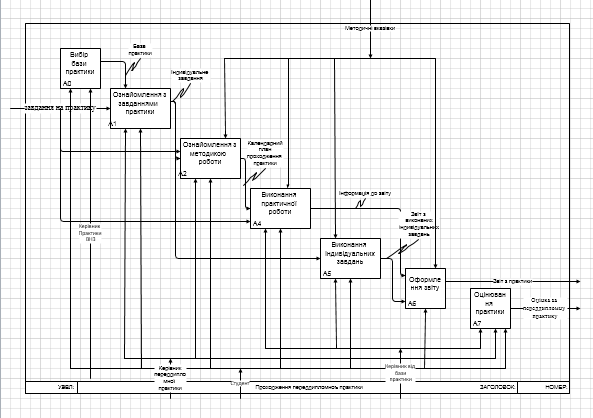 Методичні вказівки
База
практики
Вибір
бази
практики
A0
Індивідуальне
завдання
Ознайомлення з
завданнями
практики
A1
завдання на практику
Ознайомлення з
методикою
роботи
A2
Календарний
план
проходження
практики
Виконання
практичної
роботи
A4
Інформація до звіту
Звіт з
виконаних
індивідуальних
завдань
Керівник
Практики
ВНЗ
Виконання
індивідуальних
завдань
A5
Оформле
ння звіту
A6
Звіт з практики
Оцінюван
ня
практики
A7
Оцінка за
переддипломну
практику
Керівник
переддипло
мної
практики
Студент
Керівник від
бази
практики
УЗЕЛ:
Проходження переддипломної практики
ЗАГОЛОВОК:
НОМЕР: